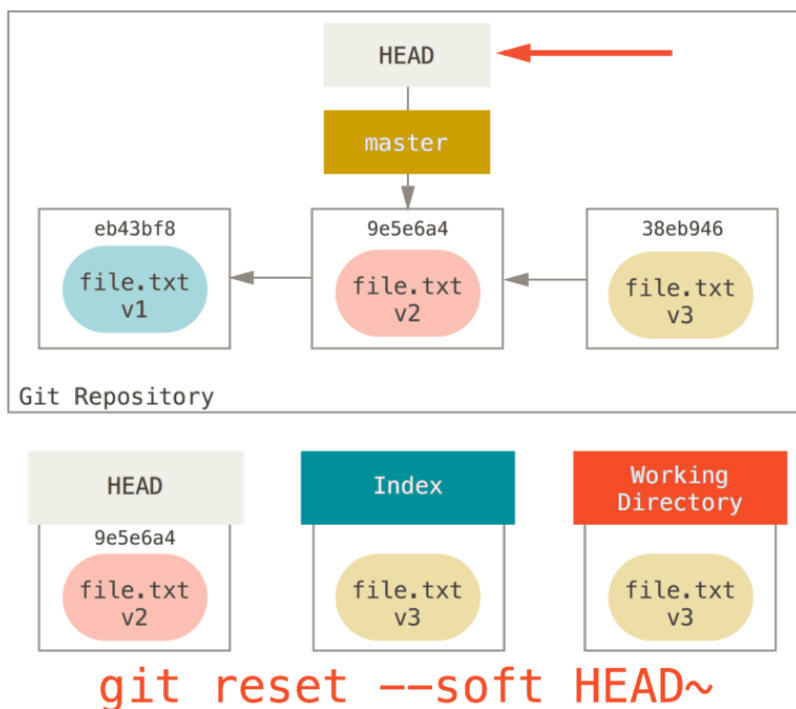 HEAD
master
eb43bf8
file.txt
v1
9e5e6a4
file.txt
v2
38eb946
file.txt
v3
Git Repository
HEAD
9e5e6a4
file.txt
v2
Index
file.txt
v3
Working
Directory
file.txt
v3
git reset --soft HEAD~